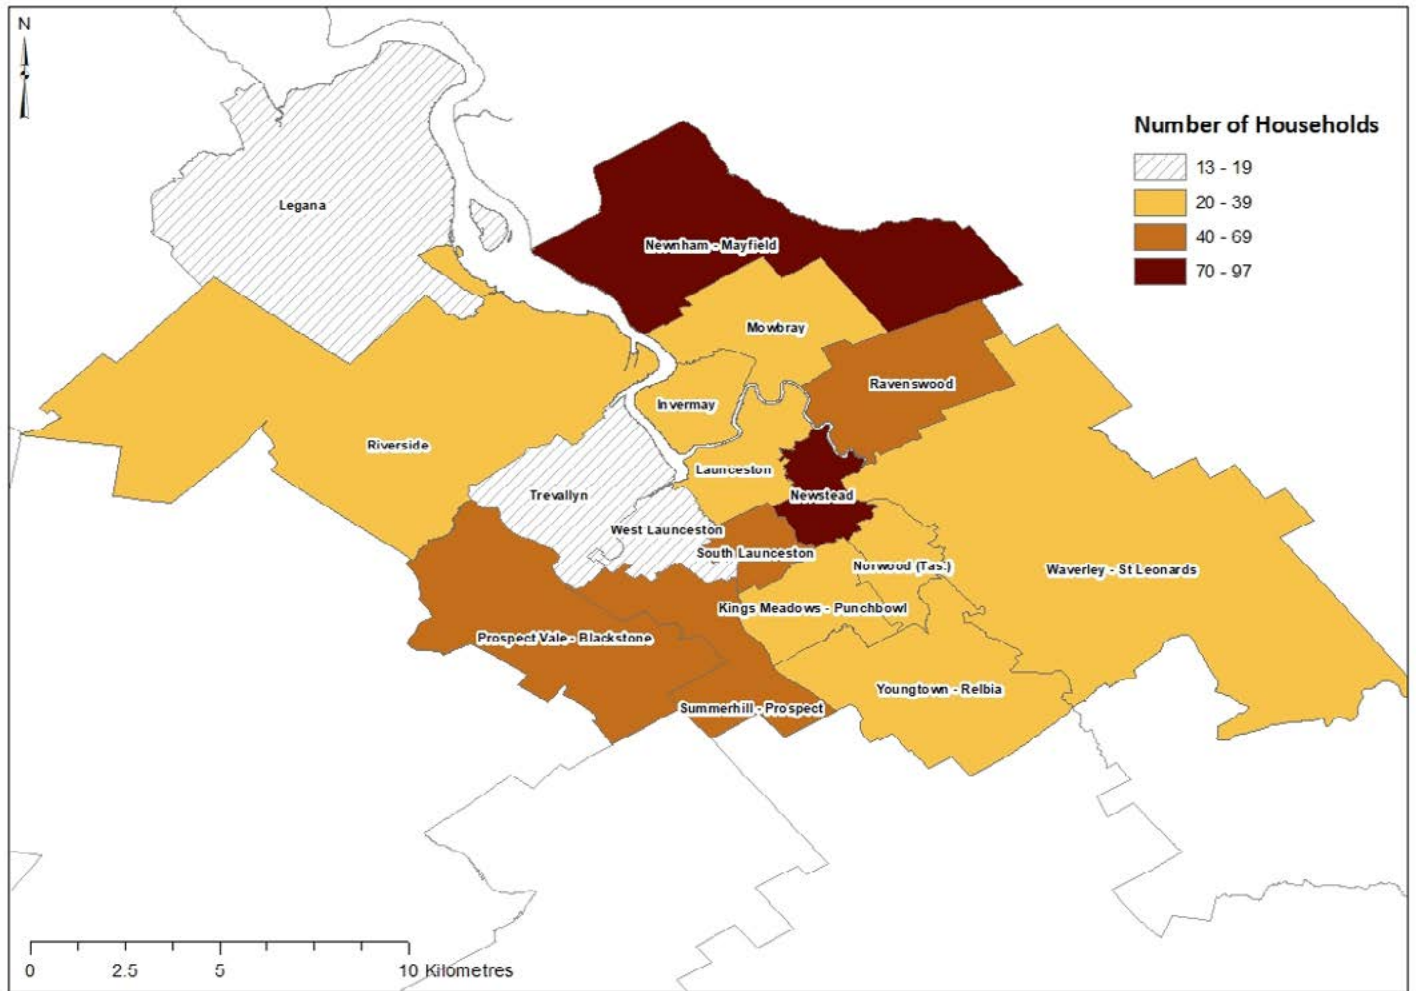 N
Number of Households
13 - 19
20 - 39
40 - 69
70 - 97
Legana
Newnham - Mayfield
Mowbray
Ravenswood
Invermay
Riverside
Launceston
Trevallyn
Newstead
West Launceston
South Launceston
Norwood (Tas.)
Waverley - St Leonards
Kings Meadows - Punchbowl
Prospect Vale - Blackstone
Youngtown - Relbia
Summerhill - Prospect
0 2.5 5 10 Kilometres